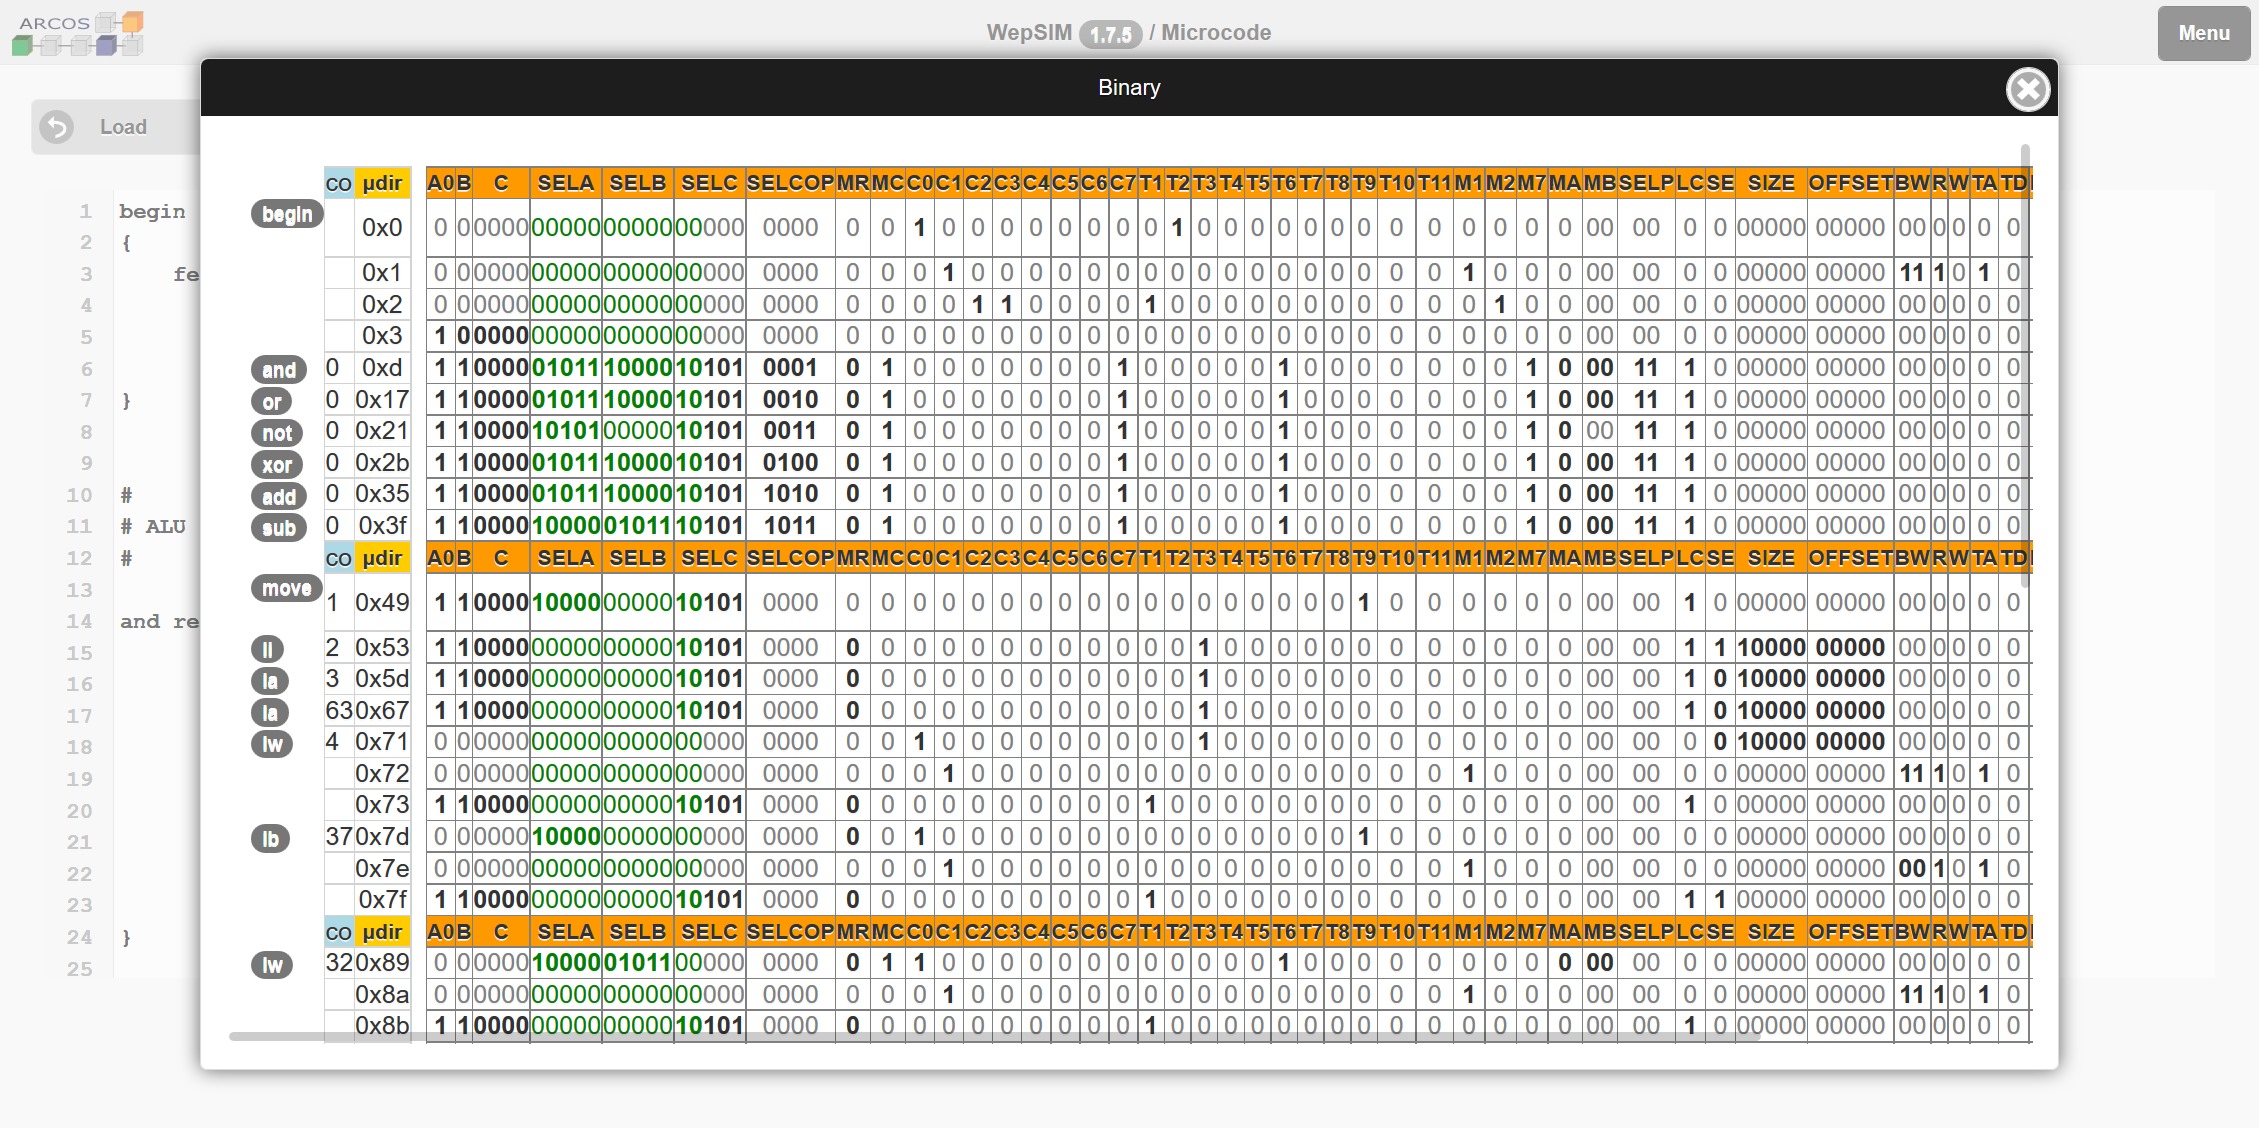 ARCOS
WepSIM 1.7.5 / Microcode
Menu
Binary
Load
1 begin
2 {
3 fe
4
5
6
7 }
8
9
10 #
11 # ALU
12 #
13
14 and re
15
16
17
18
19
20
21
22
23
24 }
25
co µdir A0 B C SELA SELB SELC SELCOP MR MC C0 C1 C2 C3 C4 C5 C6 C7 T1 T2 T3 T4 T5 T6 T7 T8 T9 T10 T11 M1 M2 M7 MA MB SELP LC SE SIZE OFFSET BW R W TA TD
begin 0x0 0 0 00000 00000 00000 00000 0000 0 0 1 0 0 0 0 0 0 0 0 1 0 0 0 0 0 0 0 0 0 0 0 0 0 00 00 0 0 00000 00000 00 0 0 0 0
0x1 0 0 00000 00000 00000 00000 0000 0 0 0 1 0 0 0 0 0 0 0 0 0 0 0 0 0 0 0 0 0 1 0 0 0 00 00 0 0 00000 00000 11 1 0 1 0
0x2 0 0 00000 00000 00000 00000 0000 0 0 0 0 1 1 0 0 0 0 1 0 0 0 0 0 0 0 0 0 0 0 1 0 0 00 00 0 0 00000 00000 00 0 0 0 0
0x3 1 0 00000 00000 00000 00000 0000 0 0 0 0 0 0 0 0 0 0 0 0 0 0 0 0 0 0 0 0 0 0 0 0 0 00 00 0 0 00000 00000 00 0 0 0 0
and 0 0xd 1 1 0000 01011 10000 10101 0001 0 1 0 0 0 0 0 0 0 1 0 0 0 0 0 1 0 0 0 0 0 0 0 1 0 00 11 1 0 00000 00000 00 0 0 0 0
or 0 0x17 1 1 0000 01011 10000 10101 0010 0 1 0 0 0 0 0 0 0 1 0 0 0 0 0 1 0 0 0 0 0 0 0 1 0 00 11 1 0 00000 00000 00 0 0 0 0
not 0 0x21 1 1 0000 10101 00000 10101 0011 0 1 0 0 0 0 0 0 0 1 0 0 0 0 0 1 0 0 0 0 0 0 0 1 0 00 11 1 0 00000 00000 00 0 0 0 0
xor 0 0x2b 1 1 0000 01011 10000 10101 0100 0 1 0 0 0 0 0 0 0 1 0 0 0 0 0 1 0 0 0 0 0 0 0 1 0 00 11 1 0 00000 00000 00 0 0 0 0
add 0 0x35 1 1 0000 01011 10000 10101 1010 0 1 0 0 0 0 0 0 0 1 0 0 0 0 0 1 0 0 0 0 0 0 0 1 0 00 11 1 0 00000 00000 00 0 0 0 0
sub 0 0x3f 1 1 0000 10000 01011 10101 1011 0 1 0 0 0 0 0 0 0 1 0 0 0 0 0 1 0 0 0 0 0 0 0 1 0 00 11 1 0 00000 00000 00 0 0 0 0
co µdir A0 B C SELA SELB SELC SELCOP MR MC C0 C1 C2 C3 C4 C5 C6 C7 T1 T2 T3 T4 T5 T6 T7 T8 T9 T10 T11 M1 M2 M7 MA MB SELP LC SE SIZE OFFSET BW R W TA TD
move 1 0x49 1 1 0000 10000 00000 10101 0000 0 0 0 0 0 0 0 0 0 0 0 0 0 0 0 0 0 0 1 0 0 0 0 0 0 00 00 1 0 00000 00000 00 0 0 0 0
li 2 0x53 1 1 0000 00000 00000 10101 0000 0 0 0 0 0 0 0 0 0 0 0 0 1 0 0 0 0 0 0 0 0 0 0 0 0 00 00 1 1 10000 00000 00 0 0 0 0
la 3 0x5d 1 1 0000 00000 00000 10101 0000 0 0 0 0 0 0 0 0 0 0 0 0 1 0 0 0 0 0 0 0 0 0 0 0 0 00 00 1 0 10000 00000 00 0 0 0 0
la 63 0x67 1 1 0000 00000 00000 10101 0000 0 0 0 0 0 0 0 0 0 0 0 0 1 0 0 0 0 0 0 0 0 0 0 0 0 00 00 1 0 10000 00000 00 0 0 0 0
lw 4 0x71 0 0 00000 00000 00000 00000 0000 0 0 1 0 0 0 0 0 0 0 0 0 1 0 0 0 0 0 0 0 0 0 0 0 0 00 00 0 0 10000 00000 00 0 0 0 0
0x72 0 0 00000 00000 00000 00000 0000 0 0 0 1 0 0 0 0 0 0 0 0 0 0 0 0 0 0 0 0 0 1 0 0 0 00 00 0 0 00000 00000 11 1 0 1 0
0x73 1 1 0000 00000 00000 10101 0000 0 0 0 0 0 0 0 0 0 0 1 0 0 0 0 0 0 0 0 0 0 0 0 0 0 00 00 1 0 00000 00000 00 0 0 0 0
lb 37 0x7d 0 0 00000 10000 00000 00000 0000 0 0 1 0 0 0 0 0 0 0 0 0 0 0 0 0 0 0 1 0 0 0 0 0 0 00 00 0 0 00000 00000 00 0 0 0 0
0x7e 0 0 00000 00000 00000 00000 0000 0 0 0 1 0 0 0 0 0 0 0 0 0 0 0 0 0 0 0 0 0 1 0 0 0 00 00 0 0 00000 00000 00 1 0 1 0
0x7f 1 1 0000 00000 00000 10101 0000 0 0 0 0 0 0 0 0 0 0 1 0 0 0 0 0 0 0 0 0 0 0 0 0 0 00 00 1 1 00000 00000 00 0 0 0 0
co µdir A0 B C SELA SELB SELC SELCOP MR MC C0 C1 C2 C3 C4 C5 C6 C7 T1 T2 T3 T4 T5 T6 T7 T8 T9 T10 T11 M1 M2 M7 MA MB SELP LC SE SIZE OFFSET BW R W TA TD
lw 32 0x89 0 0 00000 10000 01011 00000 0000 0 1 1 0 0 0 0 0 0 0 0 0 0 0 0 1 0 0 0 0 0 0 0 0 0 00 00 0 0 00000 00000 00 0 0 0 0
0x8a 0 0 00000 00000 00000 00000 0000 0 0 0 1 0 0 0 0 0 0 0 0 0 0 0 0 0 0 0 0 0 1 0 0 0 00 00 0 0 00000 00000 11 1 0 1 0
0x8b 1 1 0000 00000 00000 10101 0000 0 0 0 0 0 0 0 0 0 0 1 0 0 0 0 0 0 0 0 0 0 0 0 0 0 00 00 1 0 00000 00000 00 0 0 0 0